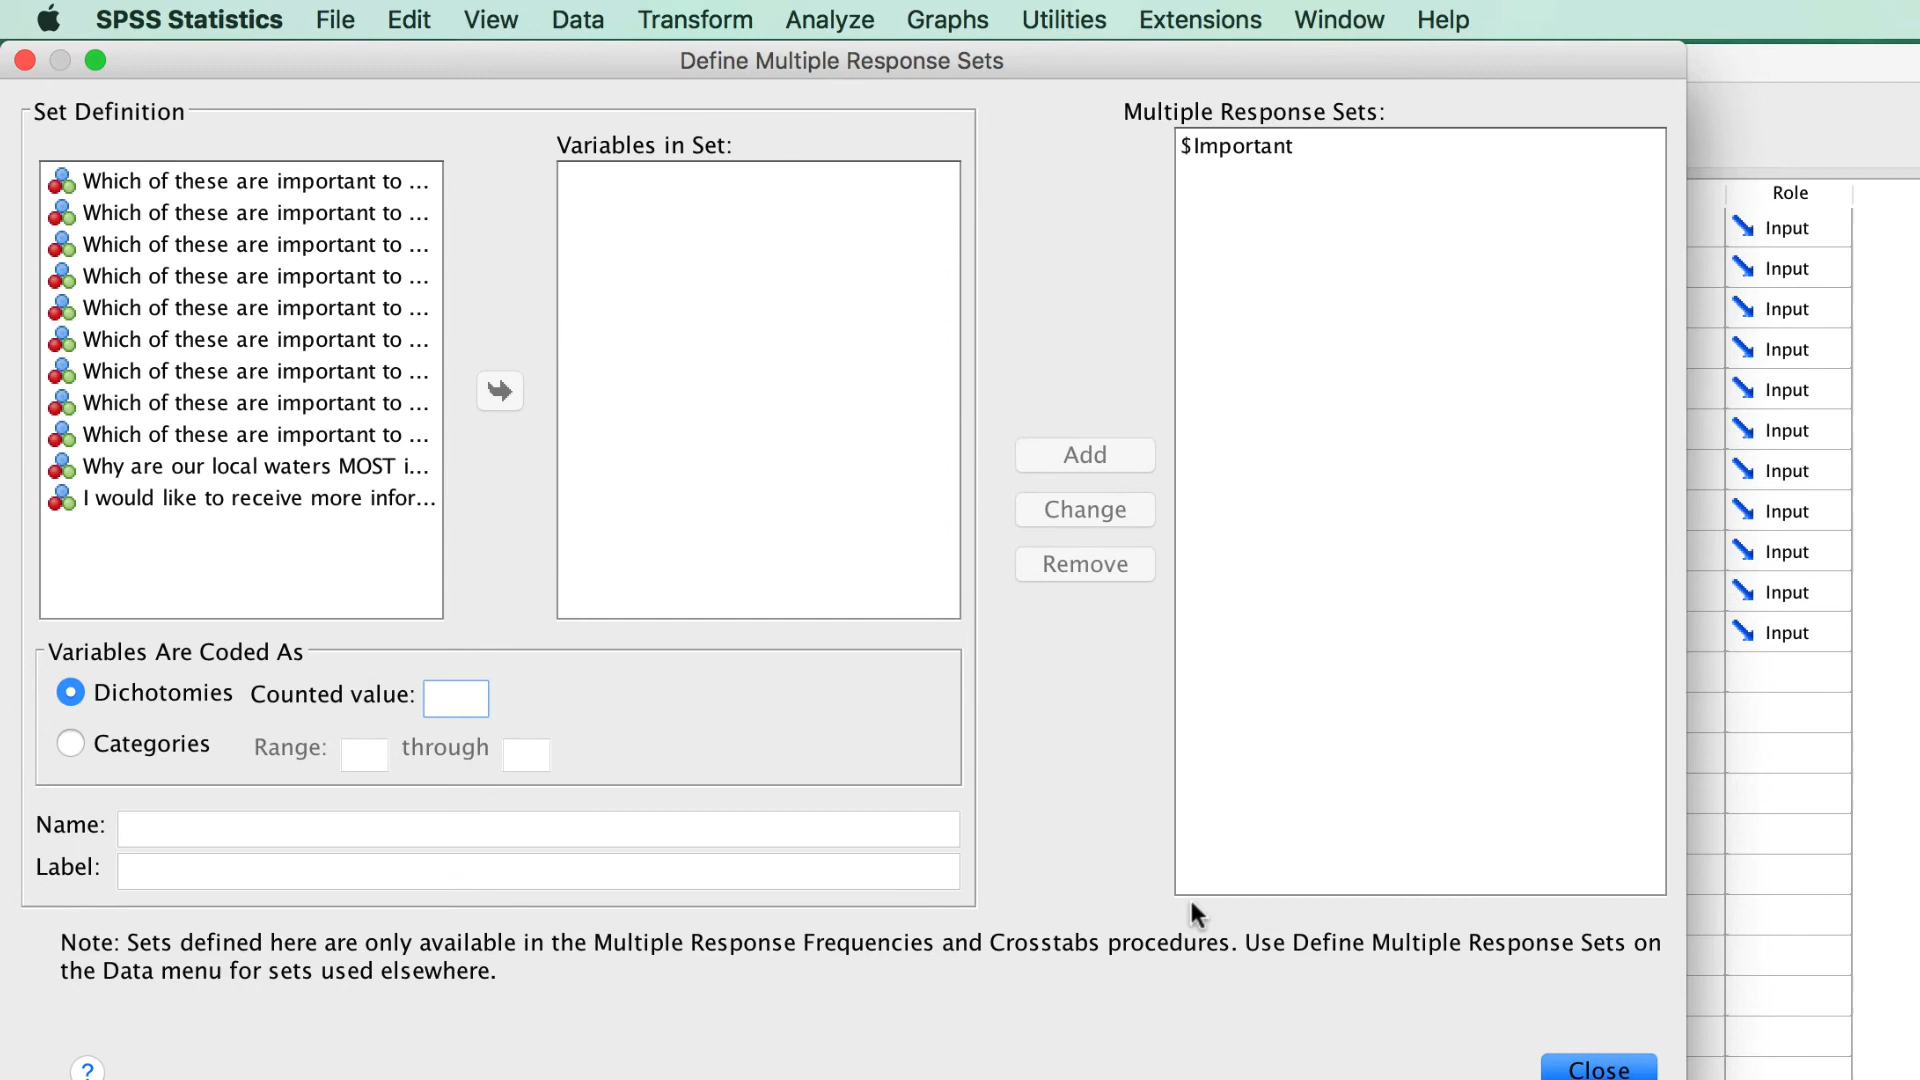 SPSS Statistics File Edit View Data Transform Analyze Graphs Utilities Extensions Window Help
Define Multiple Response Sets
Set Definition
Variables in Set:
Multiple Response Sets:
$Important
Which of these are important to ...
Which of these are important to ...
Which of these are important to ...
Which of these are important to ...
Which of these are important to ...
Which of these are important to ...
Which of these are important to ...
Which of these are important to ...
Which of these are important to ...
Why are our local waters MOST i...
I would like to receive more infor...
Add
Change
Remove
Variables Are Coded As
Dichotomies Counted value:
Categories Range: through
Name:
Label:
Note: Sets defined here are only available in the Multiple Response Frequencies and Crosstabs procedures. Use Define Multiple Response Sets on
the Data menu for sets used elsewhere.
?
Close
Role
Input
Input
Input
Input
Input
Input
Input
Input
Input
Input
Input